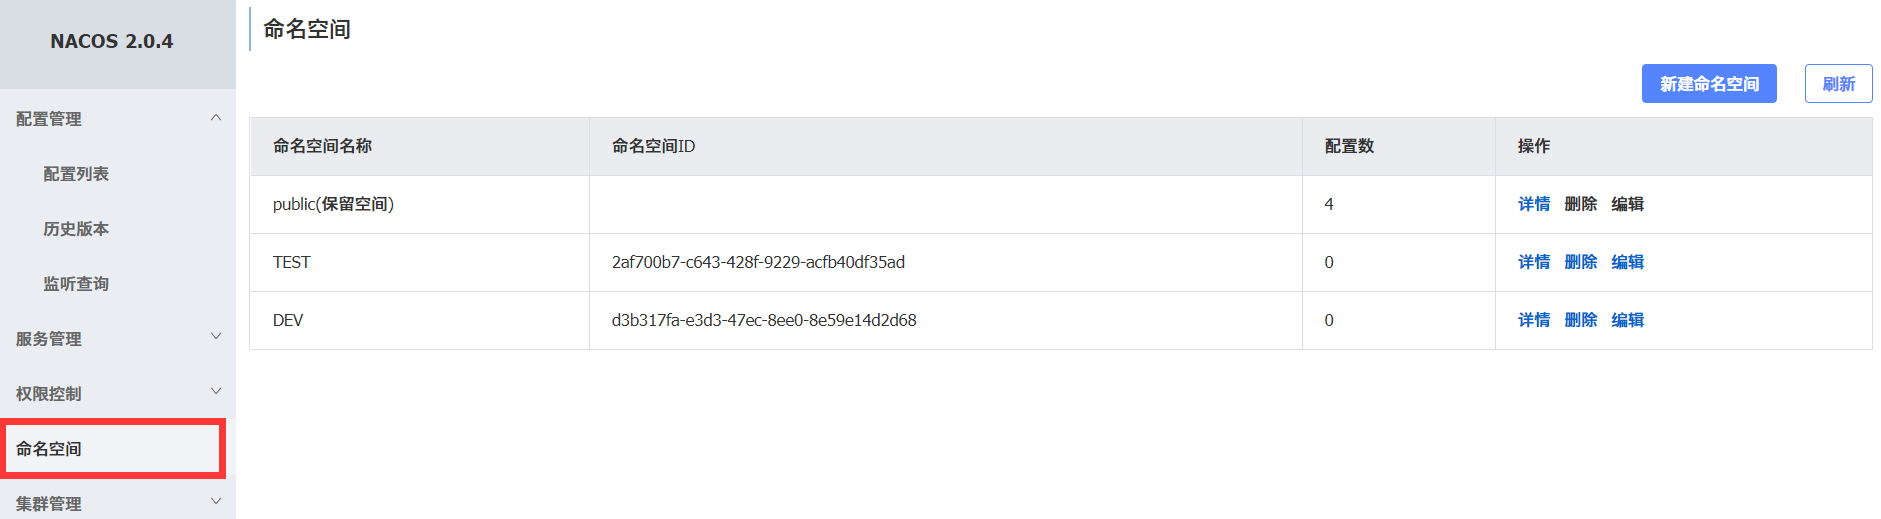 NACOS 2.0.4
配置管理
配置列表
历史版本
监听查询
服务管理
权限控制
命名空间
集群管理
命名空间
新建命名空间 刷新
命名空间名称 命名空间ID 配置数 操作
public(保留空间) 4 详情 删除 编辑
TEST 2af700b7-c643-428f-9229-acfb40df35ad 0 详情 删除 编辑
DEV d3b317fa-e3d3-47ec-8ee0-8e59e14d2d68 0 详情 删除 编辑